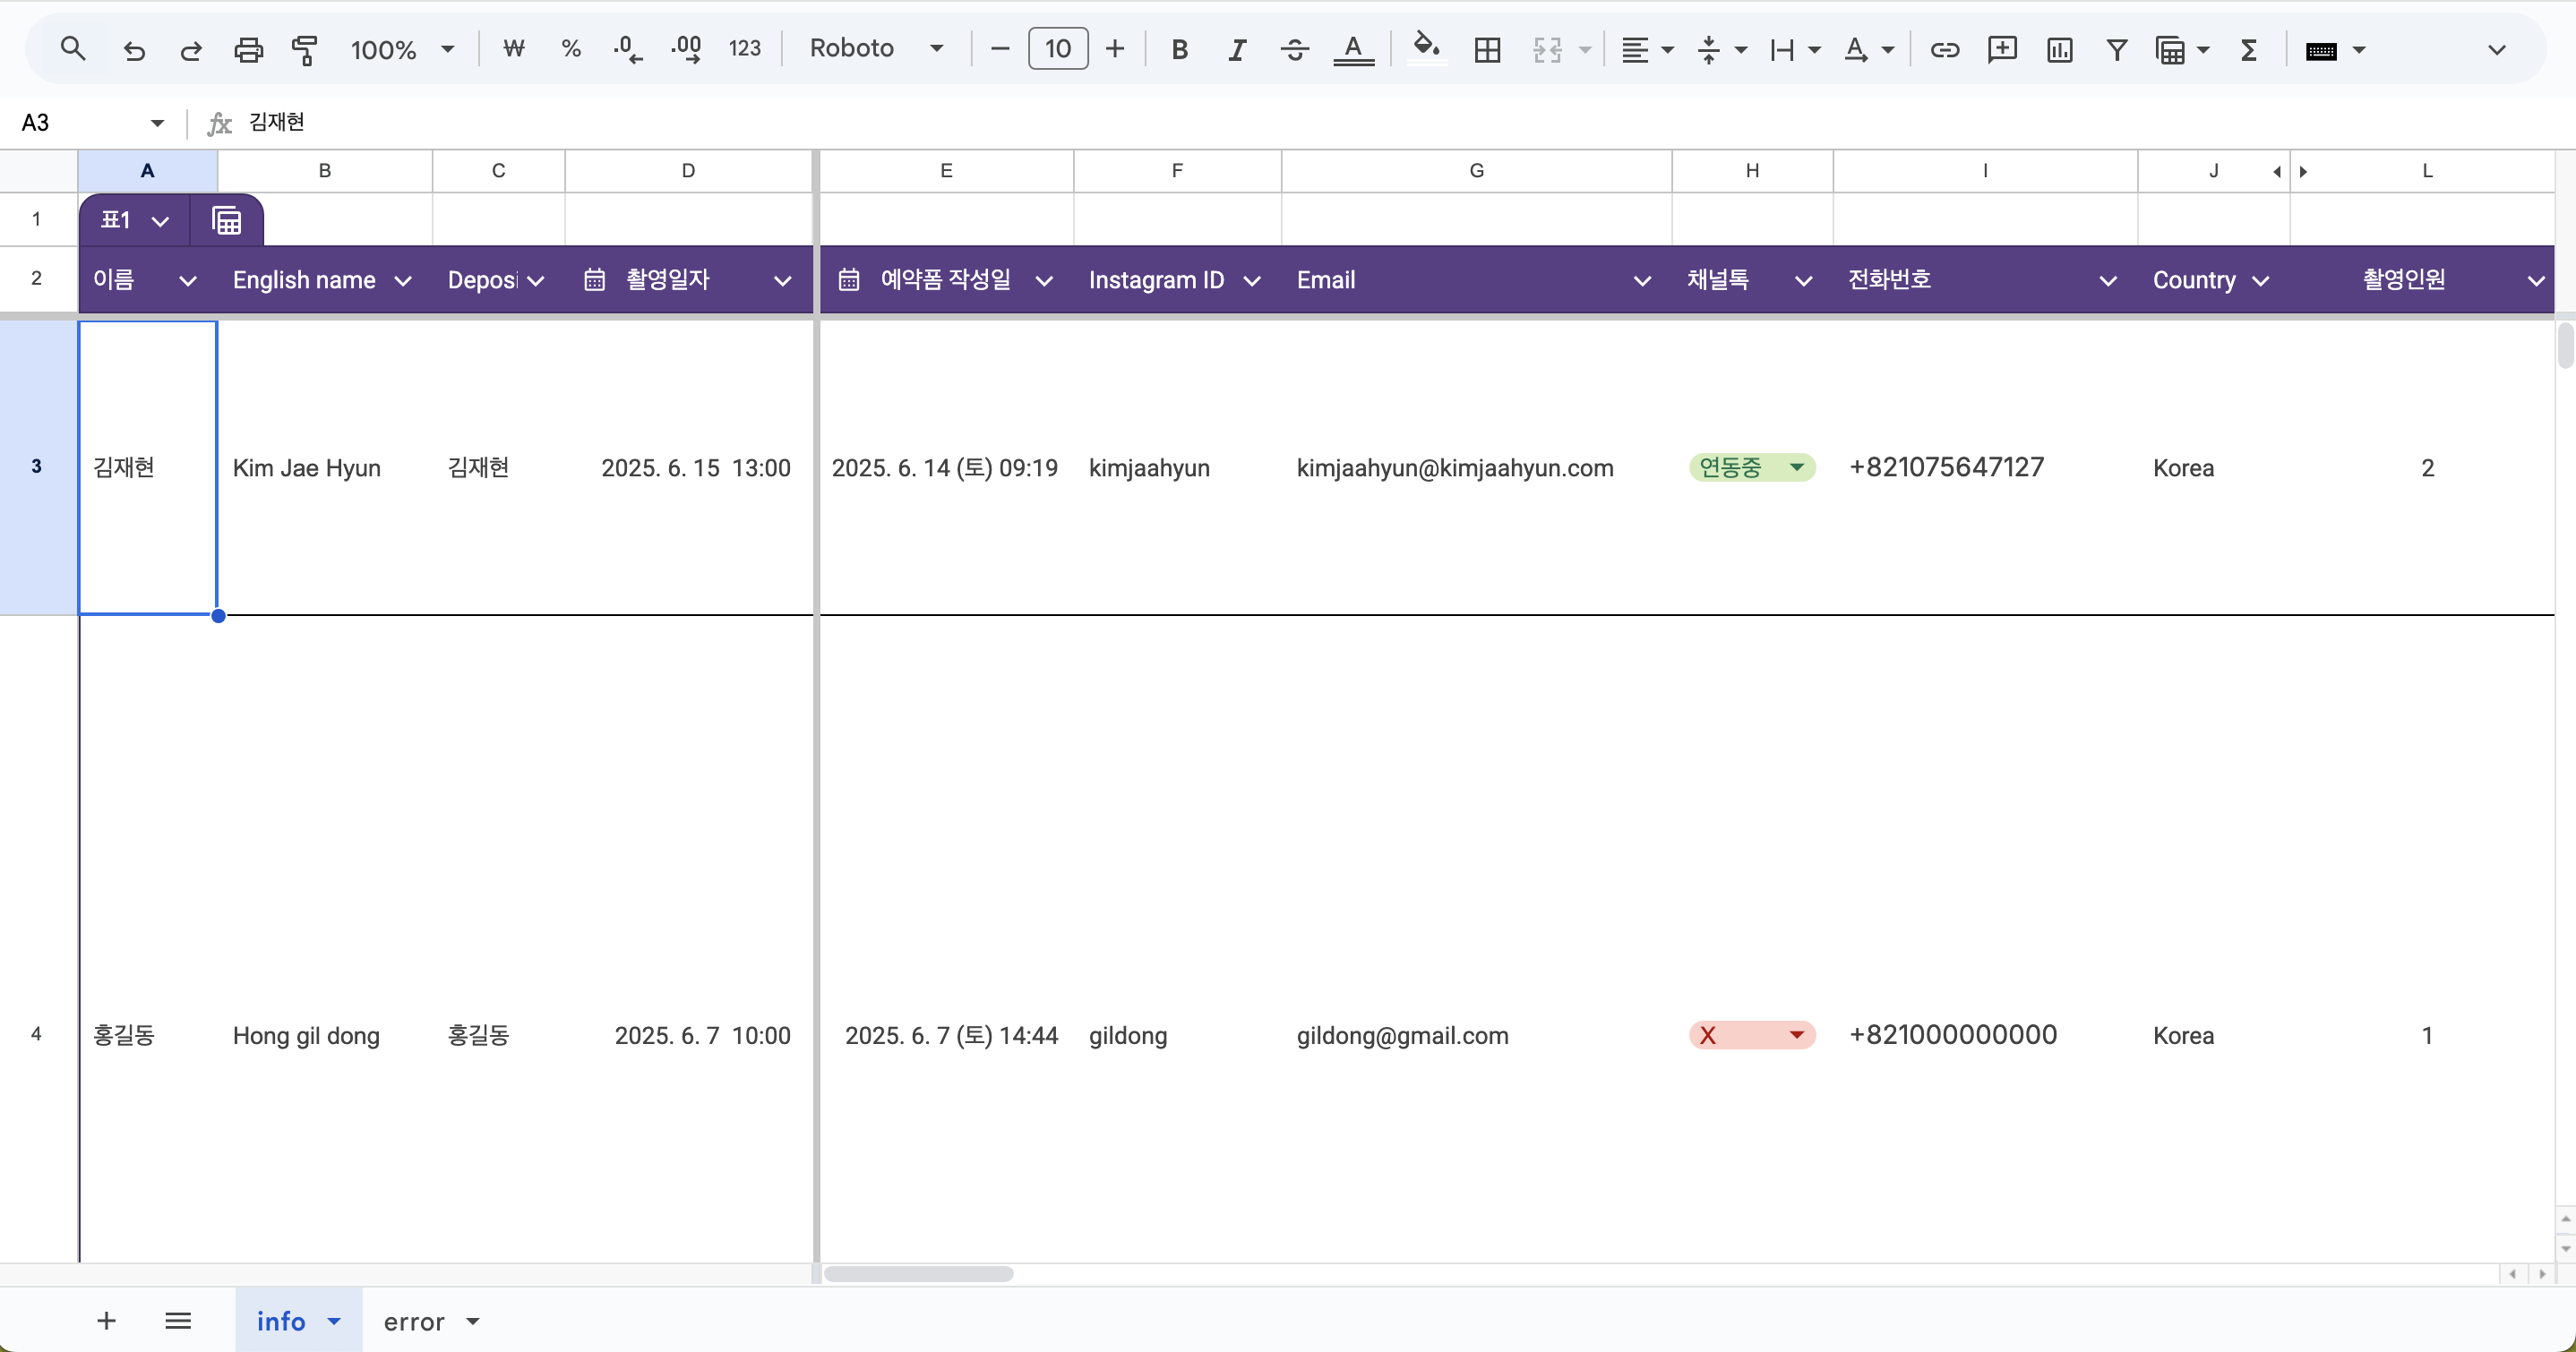 100% ₩ % .0 .00 123 Roboto 10 B I S A A Σ
A3 fx 김재현
A B C D E F G H I J L
1 표1
2 이름 English name Deposi 촬영일자 예약폼 작성일 Instagram ID Email 채널톡 전화번호 Country 촬영인원
3 김재현 Kim Jae Hyun 김재현 2025. 6. 15 13:00 2025. 6. 14 (토) 09:19 kimjaahyun kimjaahyun@kimjaahyun.com 연동중 +821075647127 Korea 2
4 홍길동 Hong gil dong 홍길동 2025. 6. 7 10:00 2025. 6. 7 (토) 14:44 gildong gildong@gmail.com X +821000000000 Korea 1
info error